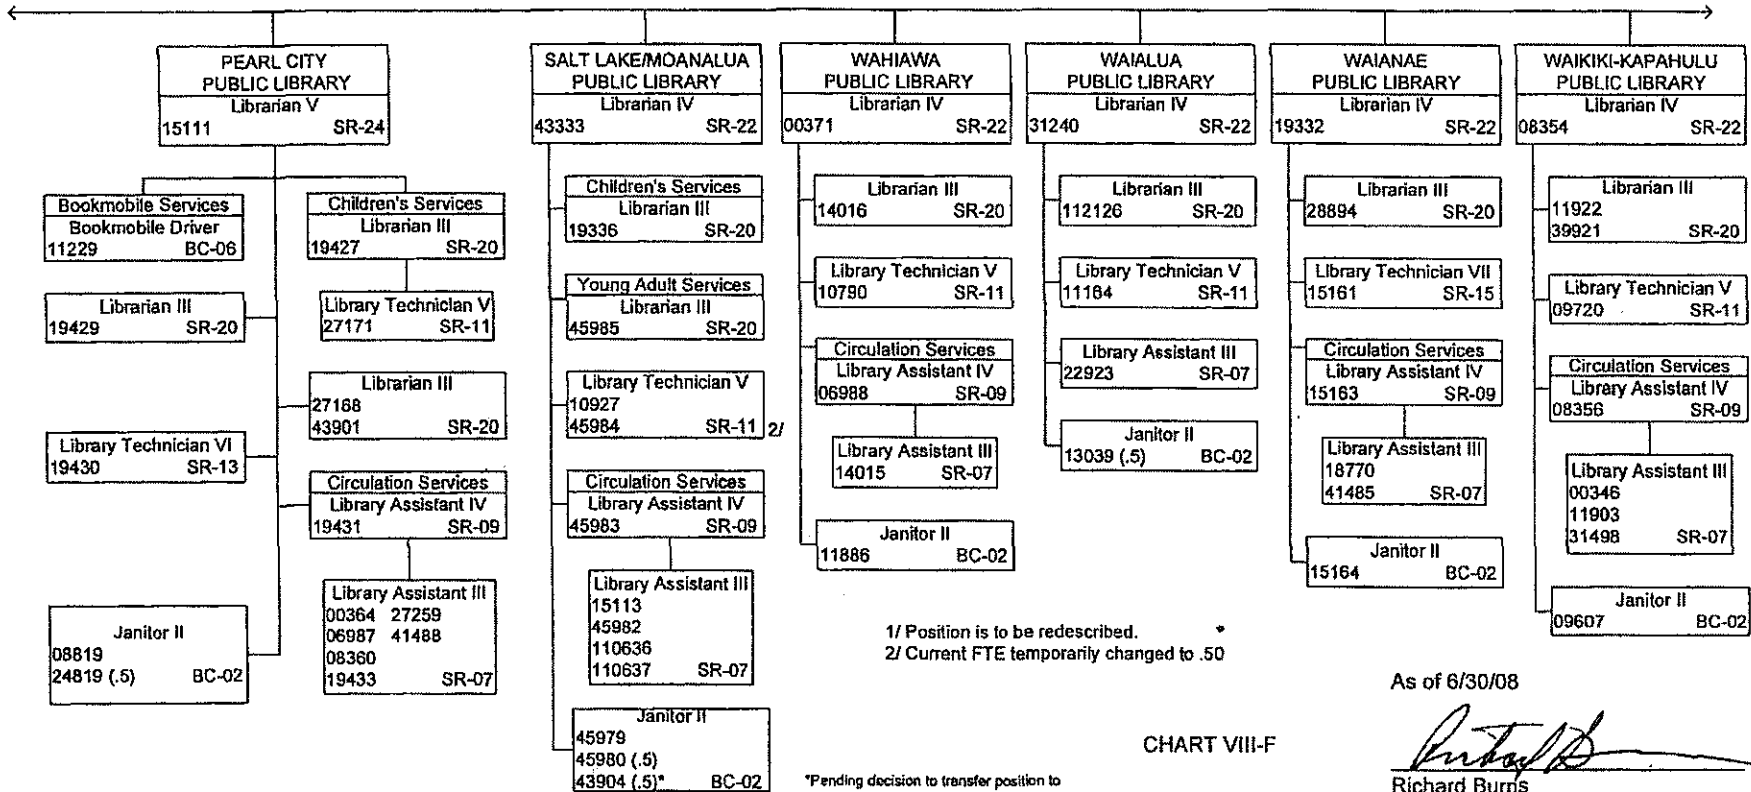 PEARL CITY
PUBLIC LIBRARY
Librarian V
15111 SR-24
Bookmobile Services
Bookmobile Driver
11229 BC-06
Children's Services
Librarian III
19427 SR-20
Library Technician V
27171 SR-11
Librarian III
19429 SR-20
Librarian III
27168
43901 SR-20
Library Technician VI
19430 SR-13
Circulation Services
Library Assistant IV
19431 SR-09
Library Assistant III
00364 27259
06987 41488
08360
19433 SR-07
Janitor II
08819
24819 (.5) BC-02
SALT LAKE/MOANALUA
PUBLIC LIBRARY
Librarian IV
43333 SR-22
Children's Services
Librarian III
19336 SR-20
Young Adult Services
Librarian III
45985 SR-20
Library Technician V
10927
45984 SR-11 2/
Circulation Services
Library Assistant IV
45983 SR-09
Library Assistant III
15113
45982
110636
110637 SR-07
Janitor II
45979
45980 (.5)
43904 (.5)* BC-02
WAHIAWA
PUBLIC LIBRARY
Librarian IV
00371 SR-22
Librarian III
14016 SR-20
Library Technician V
10790 SR-11
Circulation Services
Library Assistant IV
06988 SR-09
Library Assistant III
14015 SR-07
Janitor II
11886 BC-02
WAIALUA
PUBLIC LIBRARY
Librarian IV
31240 SR-22
Librarian III
112126 SR-20
Library Technician V
11164 SR-11
Library Assistant III
22923 SR-07
Janitor II
13039 (.5) BC-02
WAIANAE
PUBLIC LIBRARY
Librarian IV
19332 SR-22
Librarian III
28894 SR-20
Library Technician VII
15161 SR-15
Circulation Services
Library Assistant IV
15163 SR-09
Library Assistant III
18770
41485 SR-07
Janitor II
15164 BC-02
WAIKIKI-KAPAHULU
PUBLIC LIBRARY
Librarian IV
08354 SR-22
Librarian III
11922
39921 SR-20
Library Technician V
09720 SR-11
Circulation Services
Library Assistant IV
08356 SR-09
Library Assistant III
00346
11903
31498 SR-07
Janitor II
09607 BC-02
1/ Position is to be redescribed.
2/ Current FTE temporarily changed to .50
As of 6/30/08
CHART VIII-F
*Pending decision to transfer position to
Richard Burns